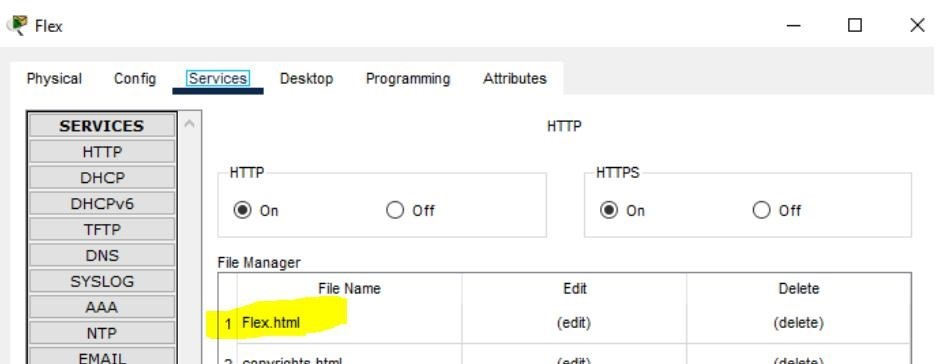 Flex
Physical Config Services Desktop Programming Attributes
SERVICES
HTTP
DHCP
DHCPv6
TFTP
DNS
SYSLOG
AAA
NTP
EMAIL
HTTP
HTTP
On Off
HTTPS
On Off
File Manager
File Name Edit Delete
1 Flex.html (edit) (delete)
2 copyrights.html (edit) (delete)